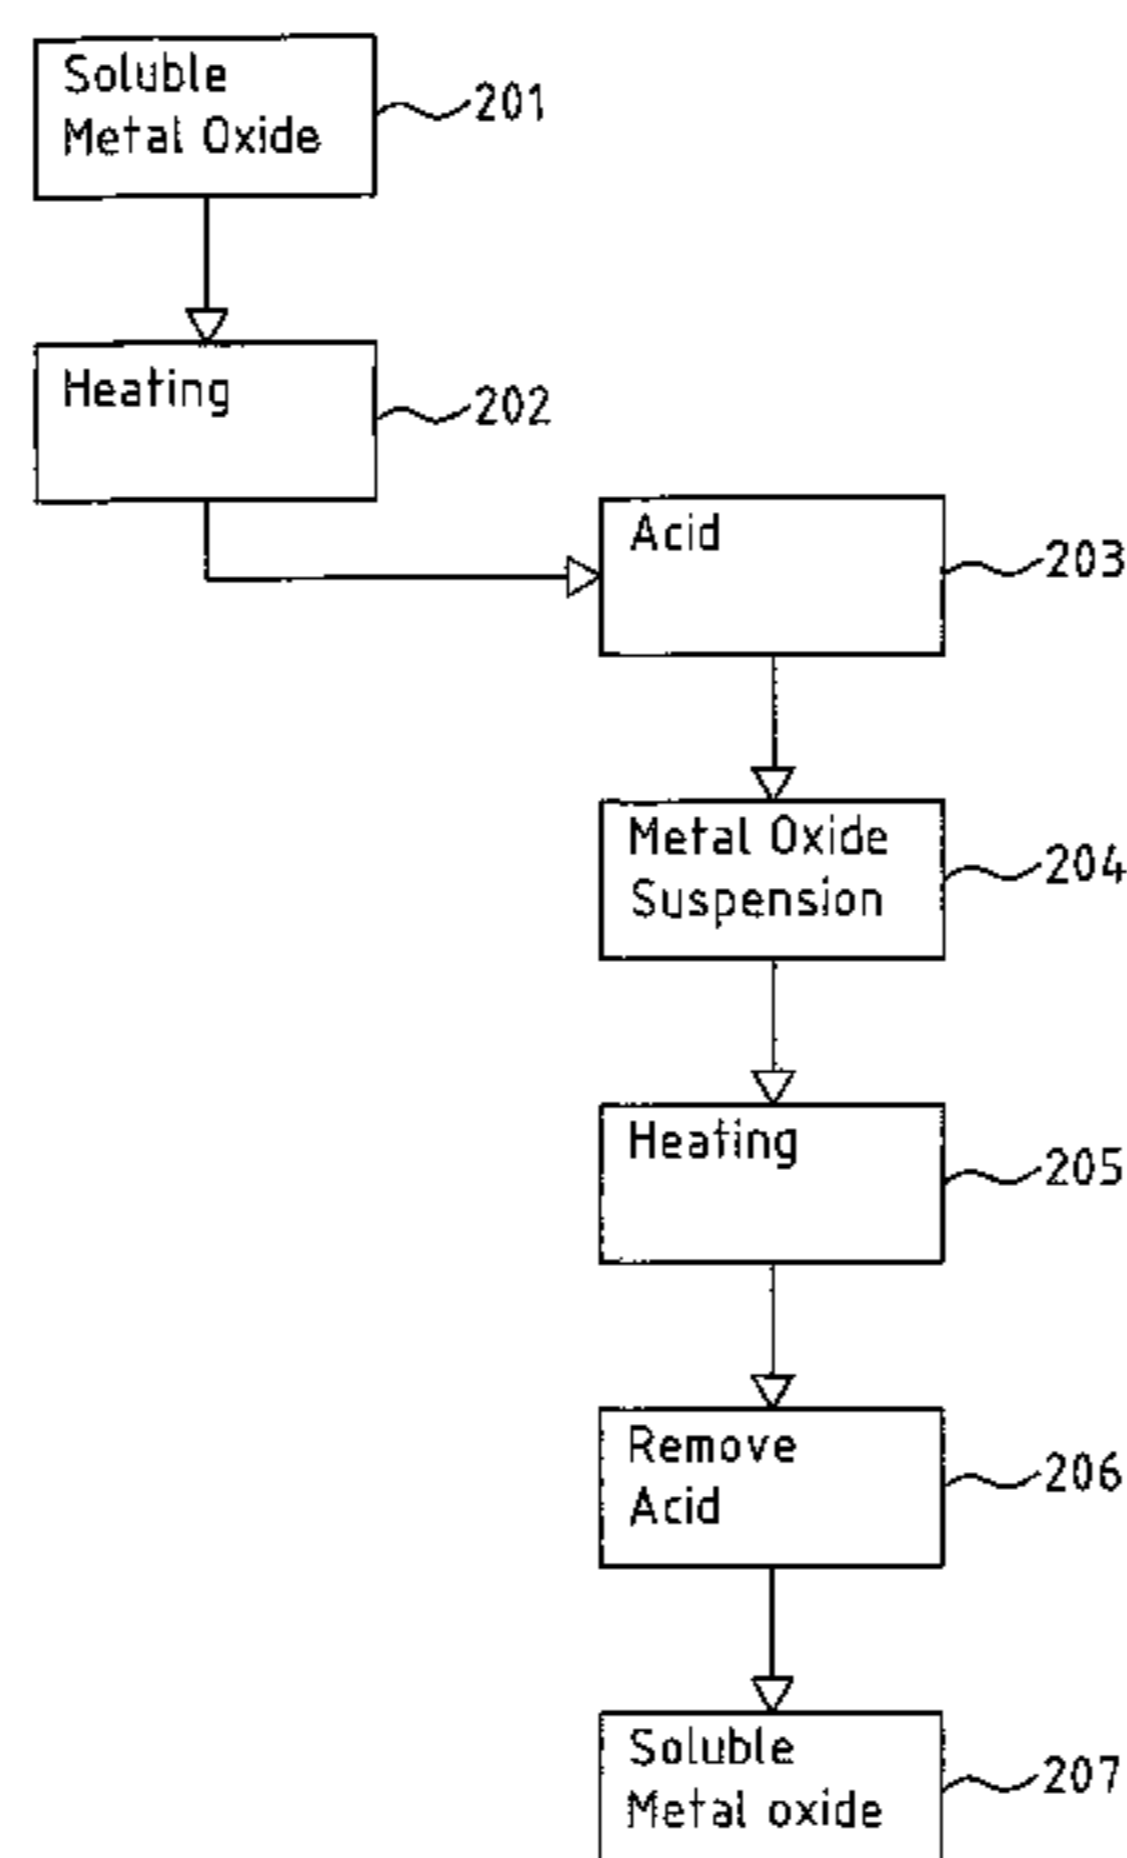 Soluble
Metal Oxide
201
Heating
202
Acid
203
Metal Oxide
Suspension
204
Heating
205
Remove
Acid
206
Soluble
Metal oxide
207